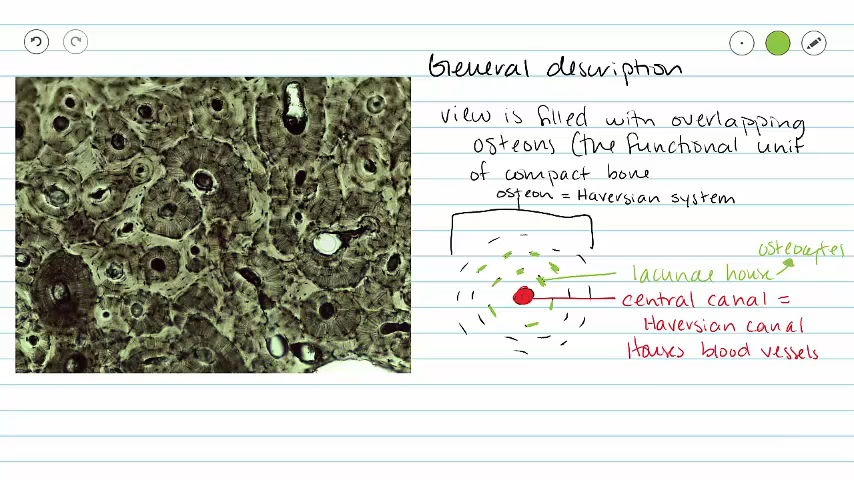 General description
view is filled with overlapping
osteons (the functional unit
of compact bone
osteon = Haversian system
osteocytes
lacunae house
central canal =
Haversian canal
Houses blood vessels